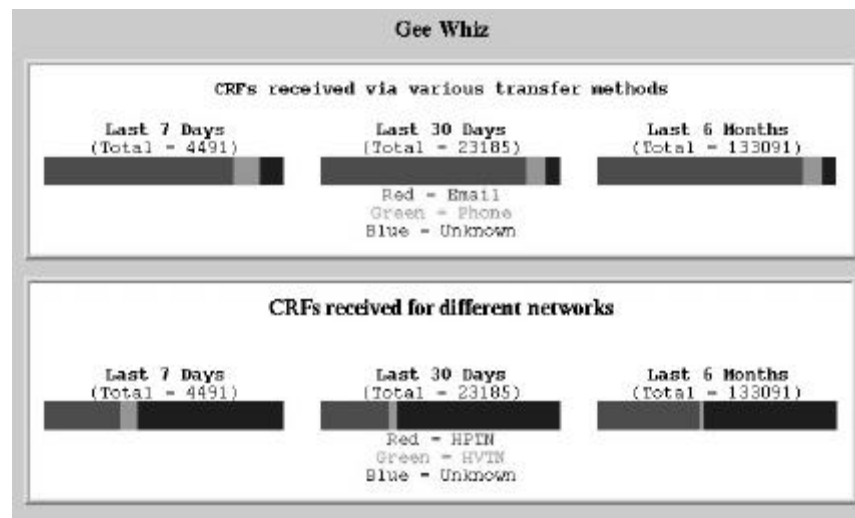 Gee Whiz
CRFs received via various transfer methods
Last 7 Days Last 30 Days Last 6 Months
(Total = 4491) (Total = 23185) (Total = 133091)
Red = Email
Green = Phone
Blue = Unknown
CRFs received for different networks
Last 7 Days Last 30 Days Last 6 Months
(Total = 4491) (Total = 23185) (Total = 133091)
Red = HPTN
Green = HVTN
Blue = Unknown